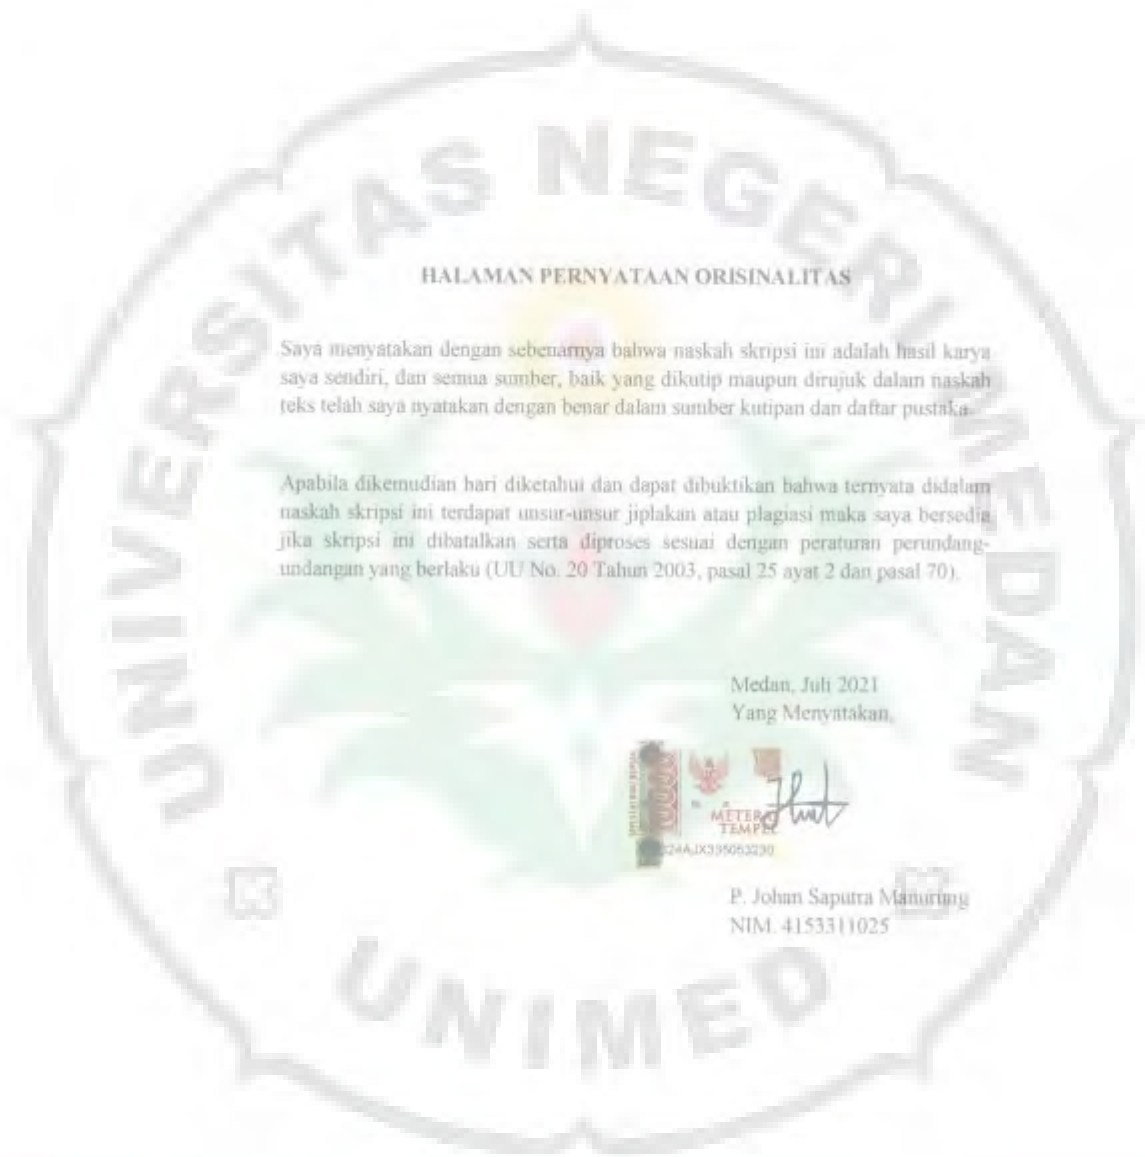 UNIVERSITAS NEGERI MEDAN
HALAMAN PERNYATAAN ORISINALITAS
Saya menyatakan dengan sebenarnya bahwa naskah skripsi ini adalah hasil karya
saya sendiri, dan semua sumber, baik yang dikutip maupun dirujuk dalam naskah
teks telah saya nyatakan dengan benar dalam sumber kutipan dan daftar pustaka.
Apabila dikemudian hari diketahui dan dapat dibuktikan bahwa ternyata didalam
naskah skripsi ini terdapat unsur-unsur jiplakan atau plagiasi maka saya bersedia
jika skripsi ini dibatalkan serta diproses sesuai dengan peraturan perundang-
undangan yang berlaku (UU No. 20 Tahun 2003, pasal 25 ayat 2 dan pasal 70).
Medan, Juli 2021
Yang Menyatakan,
METERAI
TEMPEL
P. Johan Saputra Manurung
NIM. 4153311025
UNIMED